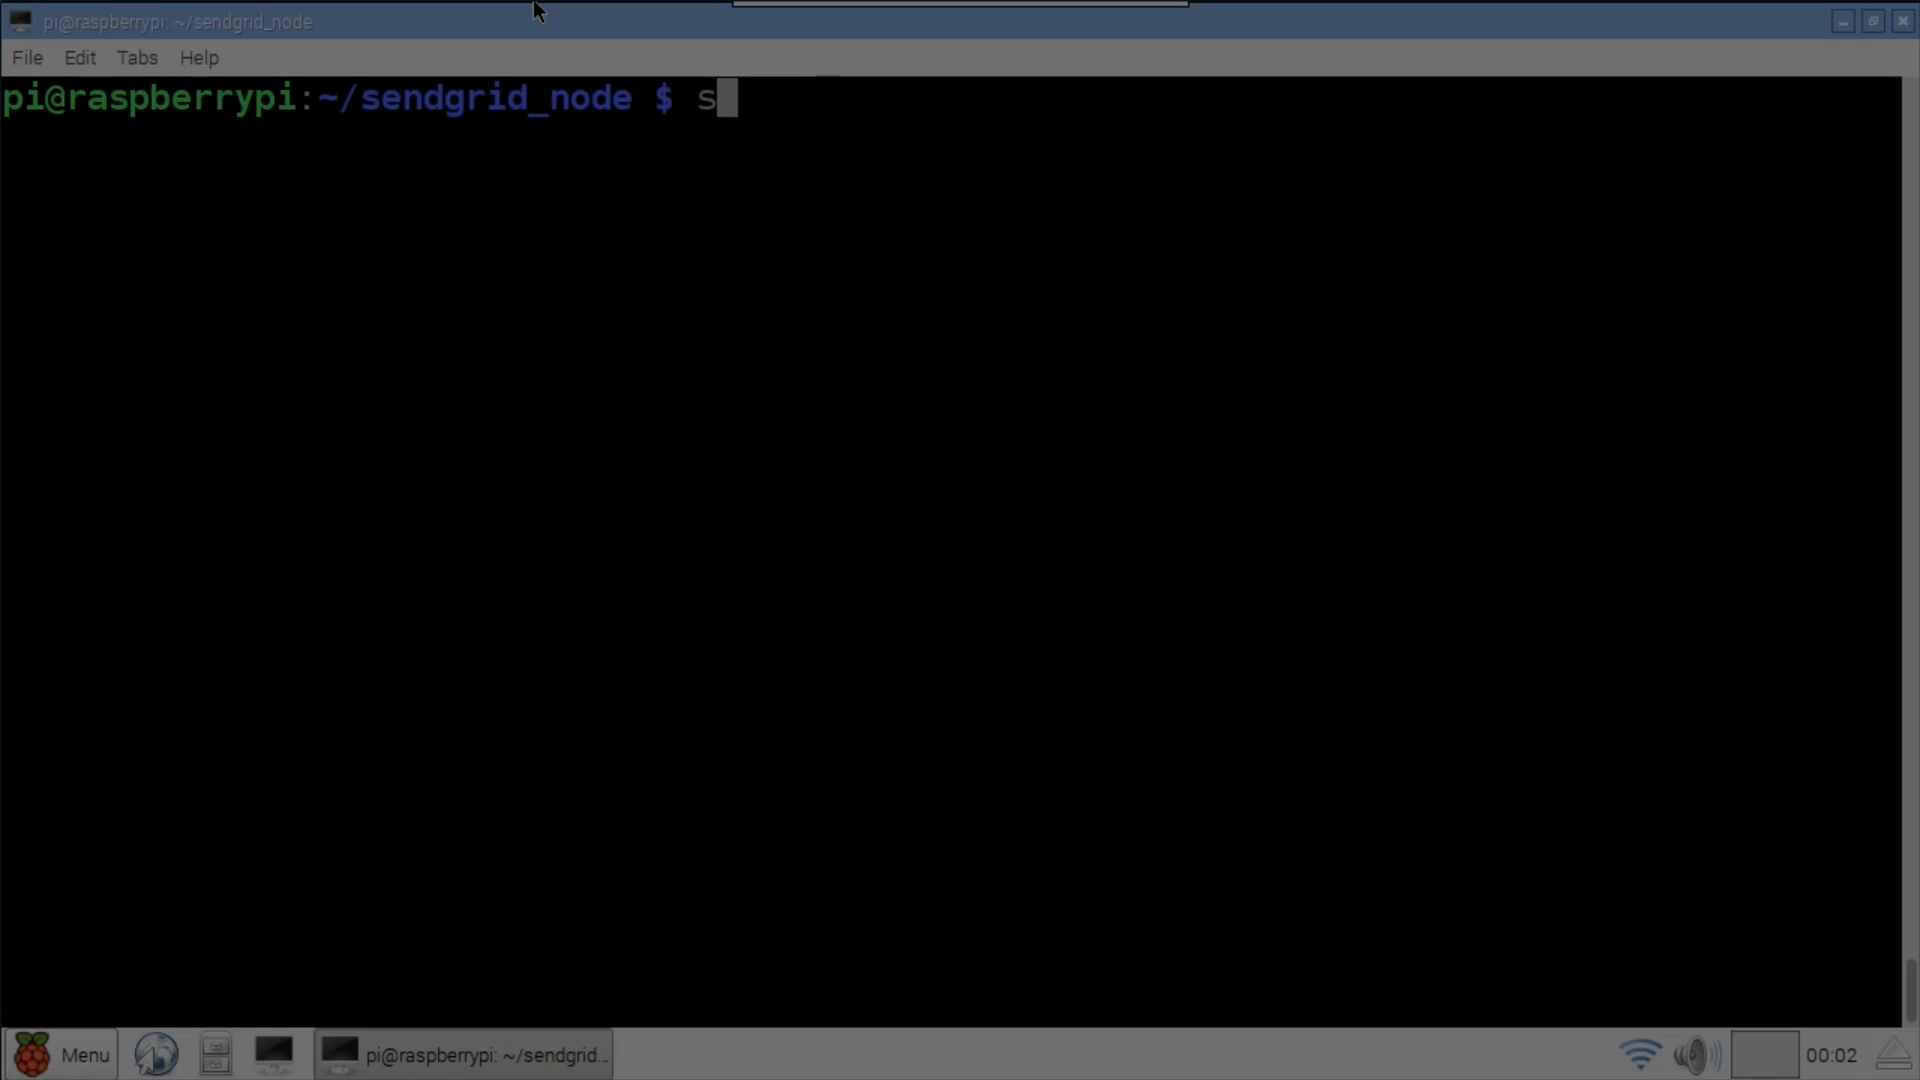 pi@raspberrypi: ~/sendgrid_node
File Edit Tabs Help
pi@raspberrypi:~/sendgrid_node $ s
Menu pi@raspberrypi: ~/sendgrid... 00:02